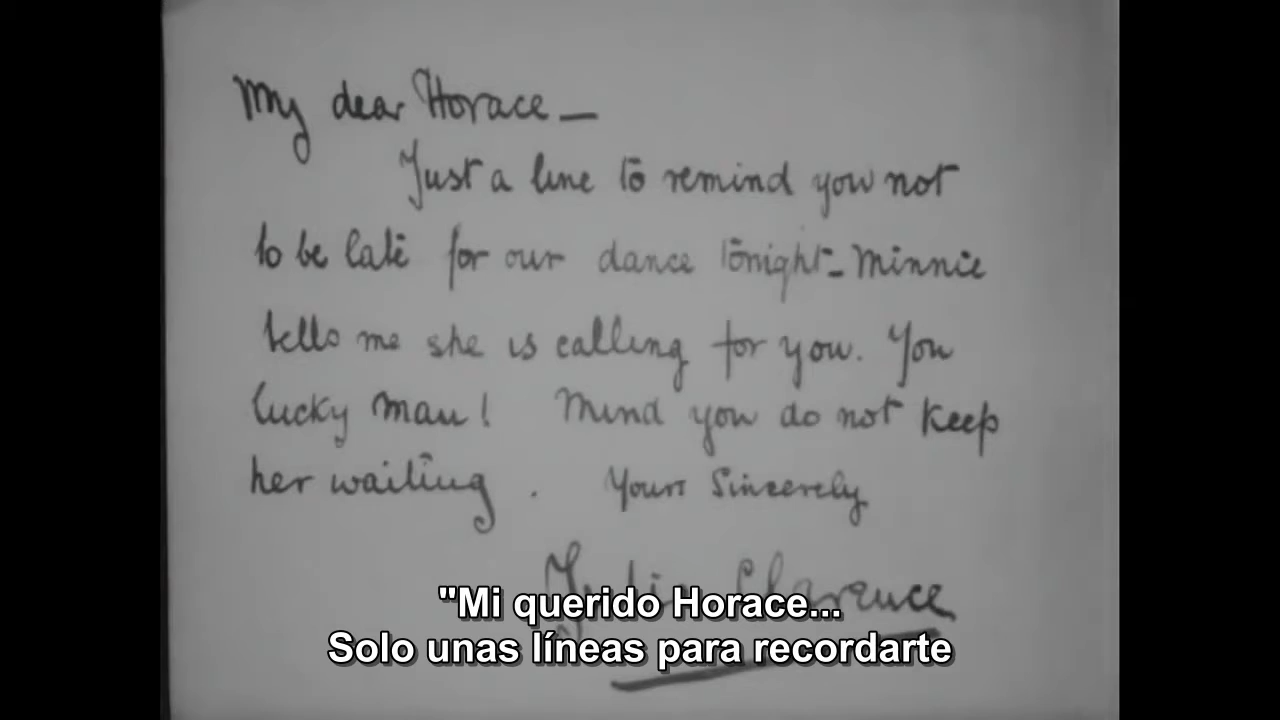 My dear Horace —
Just a line to remind you not
to be late for our dance tonight - Minnie
tells me she is calling for you. You
lucky man! Mind you do not keep
her waiting. Yours Sincerely
Clarence
"Mi querido Horace...
Solo unas líneas para recordarte